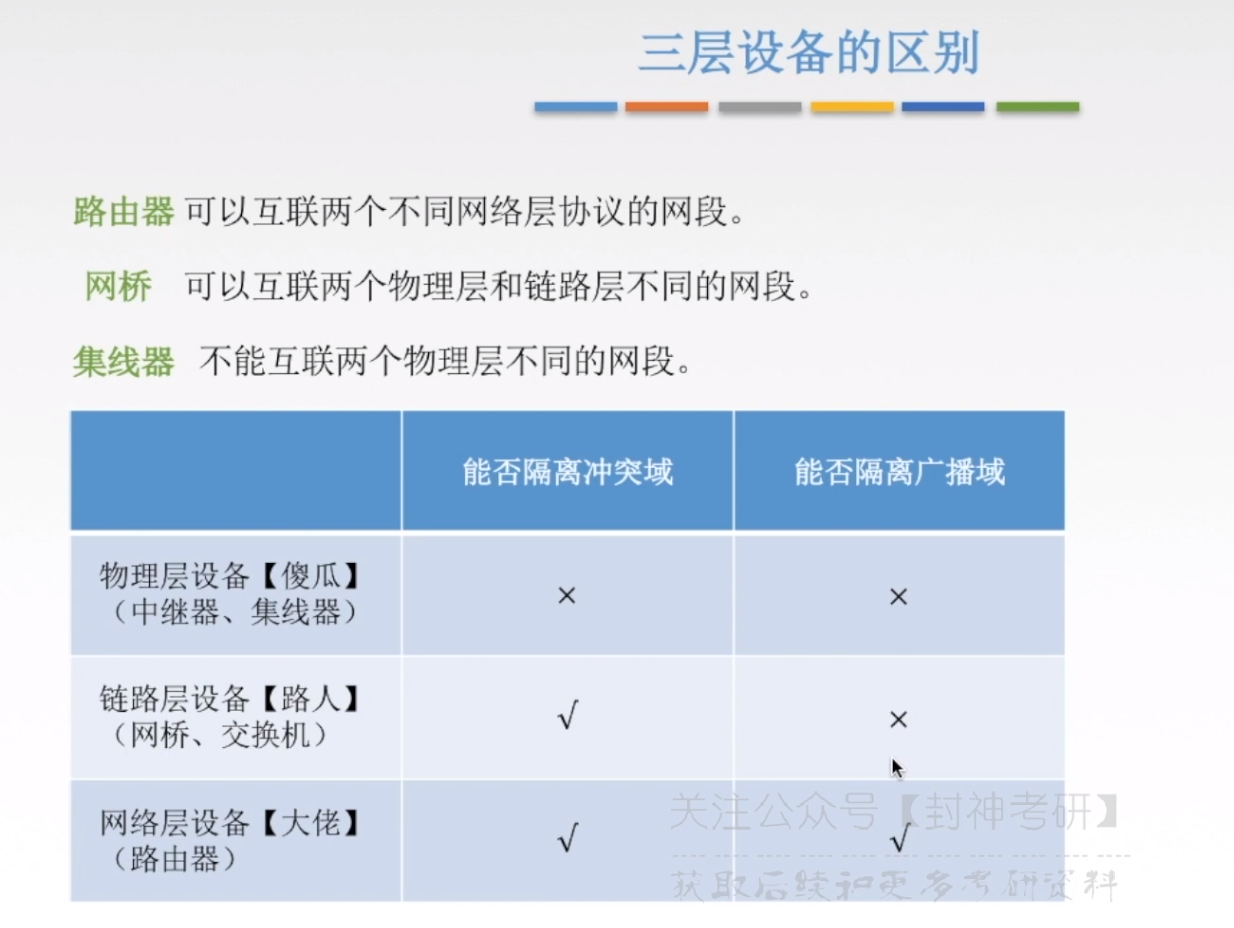 三层设备的区别
路由器 可以互联两个不同网络层协议的网段。
网桥 可以互联两个物理层和链路层不同的网段。
集线器 不能互联两个物理层不同的网段。
能否隔离冲突域 能否隔离广播域
物理层设备【傻瓜】
（中继器、集线器） × ×
链路层设备【路人】
（网桥、交换机） √ ×
网络层设备【大佬】
（路由器） √ √
关注公众号【封神考研】
获取后续和更多考研资料